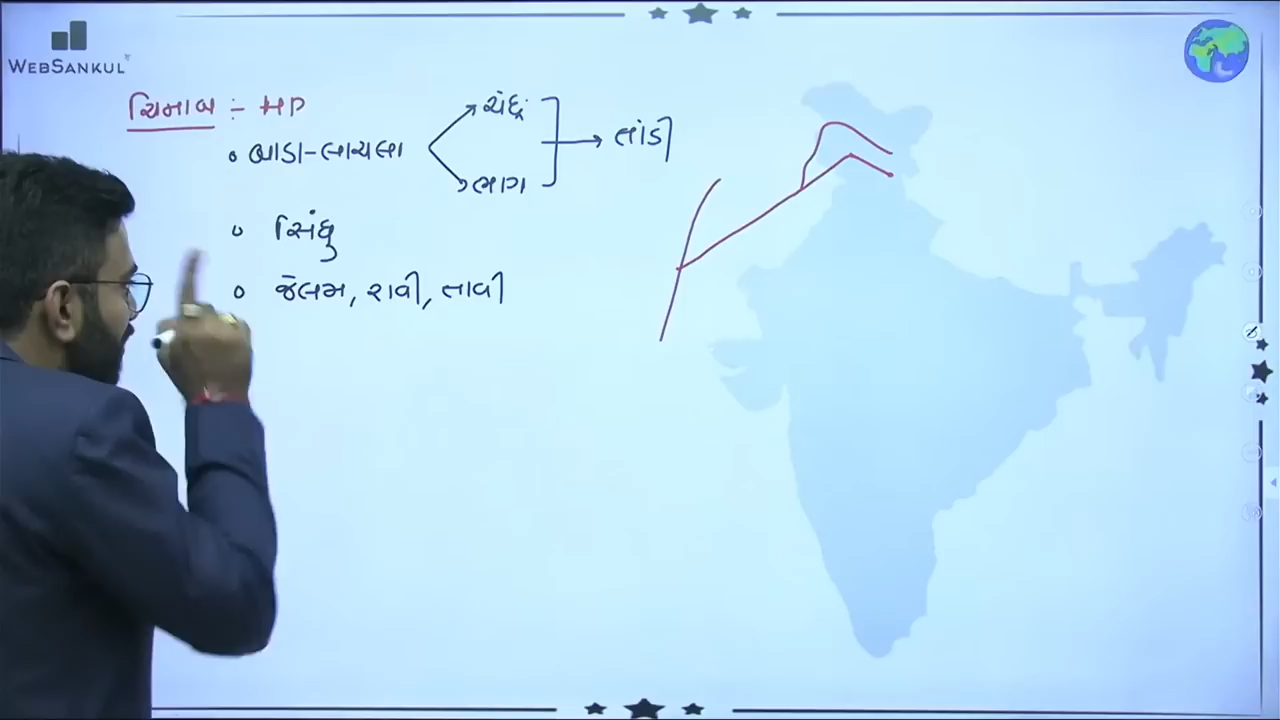 WEBSANKUL
ચિનાબ :- HP
બારા-લાચલા
ચંદ્ર
ભાગા
તાંડી
સિંધુ
જેલમ, રાવી, તાવી